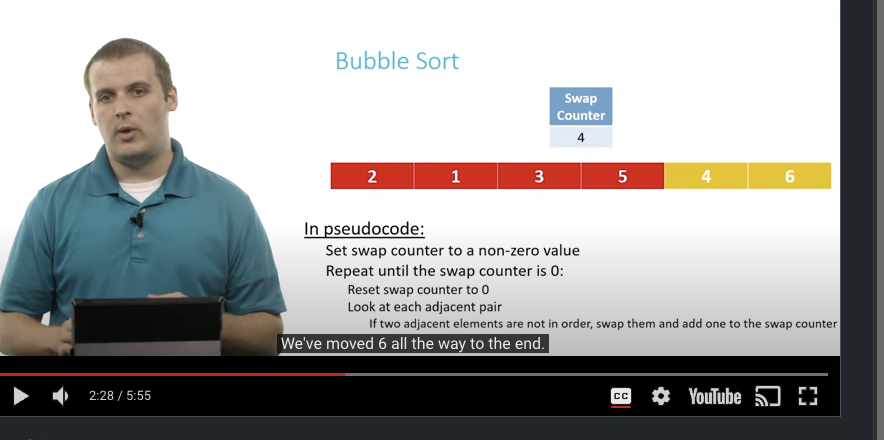 Bubble Sort
Swap
Counter
4
2 1 3 5 4 6
In pseudocode:
Set swap counter to a non-zero value
Repeat until the swap counter is 0:
Reset swap counter to 0
Look at each adjacent pair
If two adjacent elements are not in order, swap them and add one to the swap counter
We've moved 6 all the way to the end.
2:28 / 5:55
CC
YouTube